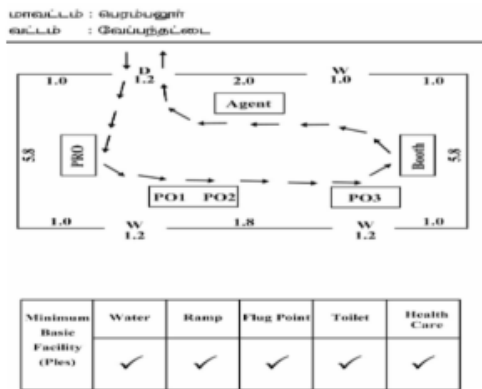 மாவட்டம் : பெரம்பலூர்
வட்டம் : வேப்பந்தட்டை
D W
1.0 1.2 2.0 1.0 1.0
Agent
5.8 PRO Booth 5.8
PO1 PO2 PO3
1.0 W 1.8 W 1.0
1.2 1.2
Minimum Basic Facility (Ples) Water Ramp Flug Point Toilet Health Care
✓ ✓ ✓ ✓ ✓